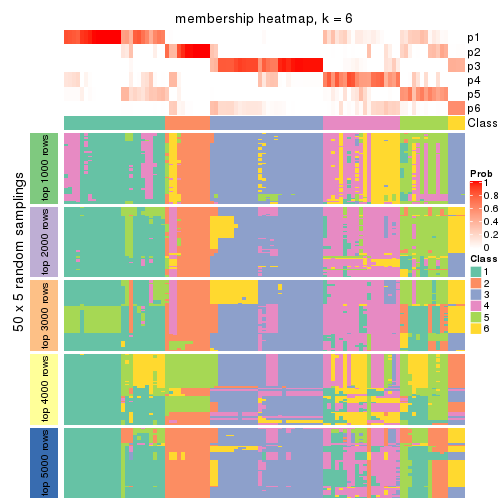 membership heatmap, k = 6
p1
p2
p3
p4
p5
p6
Class
50 x 5 random samplings
top 1000 rows
top 2000 rows
top 3000 rows
top 4000 rows
top 5000 rows
Prob
1
0.8
0.6
0.4
0.2
0
Class
1
2
3
4
5
6